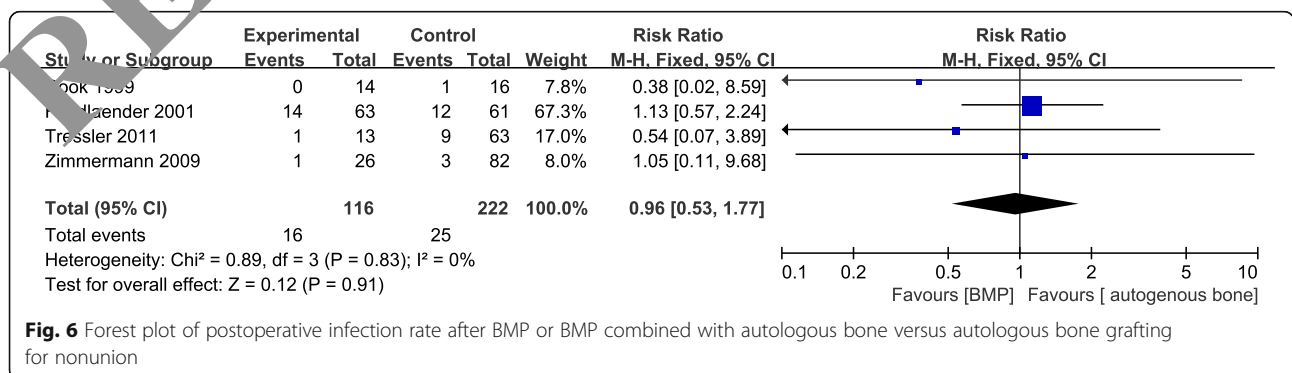 Experimental Control Risk Ratio Risk Ratio
Study or Subgroup Events Total Events Total Weight M-H, Fixed, 95% CI M-H, Fixed, 95% CI
1999 0 14 1 16 7.8% 0.38 [0.02, 8.59]
2001 14 63 12 61 67.3% 1.13 [0.57, 2.24]
Tressler 2011 1 13 9 63 17.0% 0.54 [0.07, 3.89]
Zimmermann 2009 1 26 3 82 8.0% 1.05 [0.11, 9.68]
Total (95% CI) 116 222 100.0% 0.96 [0.53, 1.77]
Total events 16 25
Heterogeneity: Chi² = 0.89, df = 3 (P = 0.83); I² = 0%
Test for overall effect: Z = 0.12 (P = 0.91)
0.1 0.2 0.5 1 2 5 10
Favours [BMP] Favours [ autogenous bone]
Fig. 6 Forest plot of postoperative infection rate after BMP or BMP combined with autologous bone versus autologous bone grafting
for nonunion